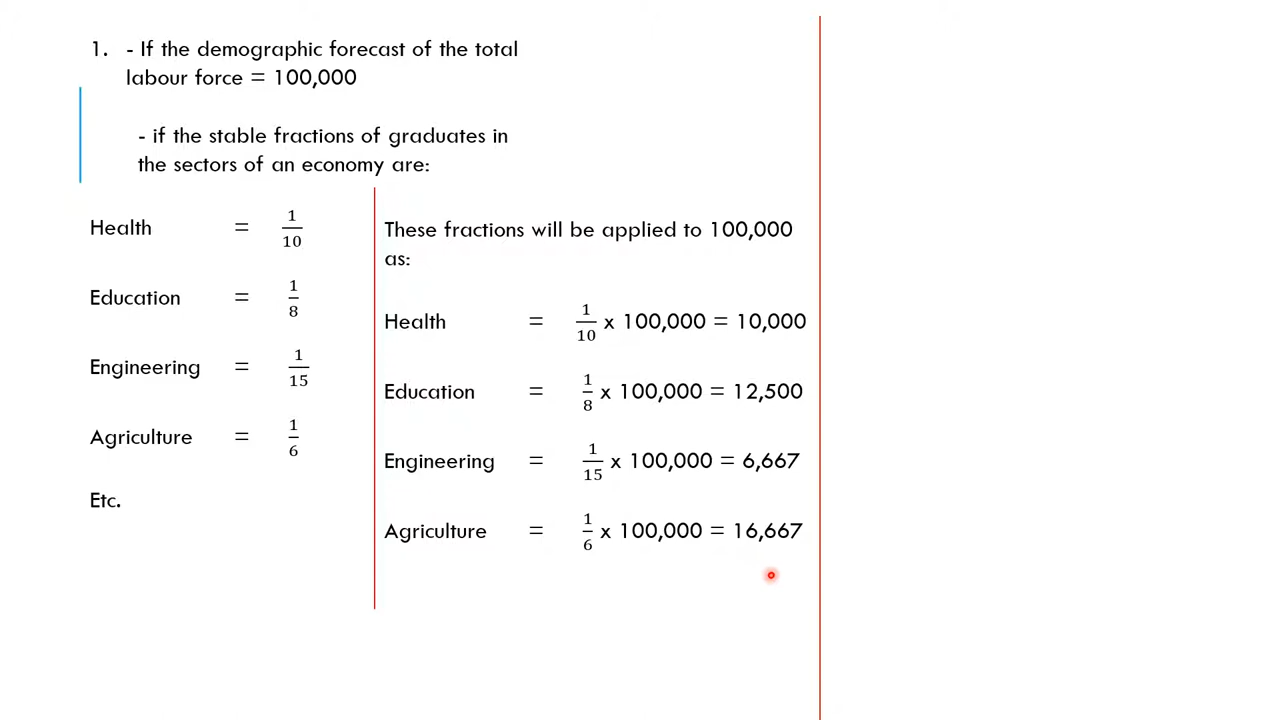 1. - If the demographic forecast of the total
labour force = 100,000
- if the stable fractions of graduates in
the sectors of an economy are:
Health = 1/10
Education = 1/8
Engineering = 1/15
Agriculture = 1/6
Etc.
These fractions will be applied to 100,000
as:
Health = 1/10 x 100,000 = 10,000
Education = 1/8 x 100,000 = 12,500
Engineering = 1/15 x 100,000 = 6,667
Agriculture = 1/6 x 100,000 = 16,667